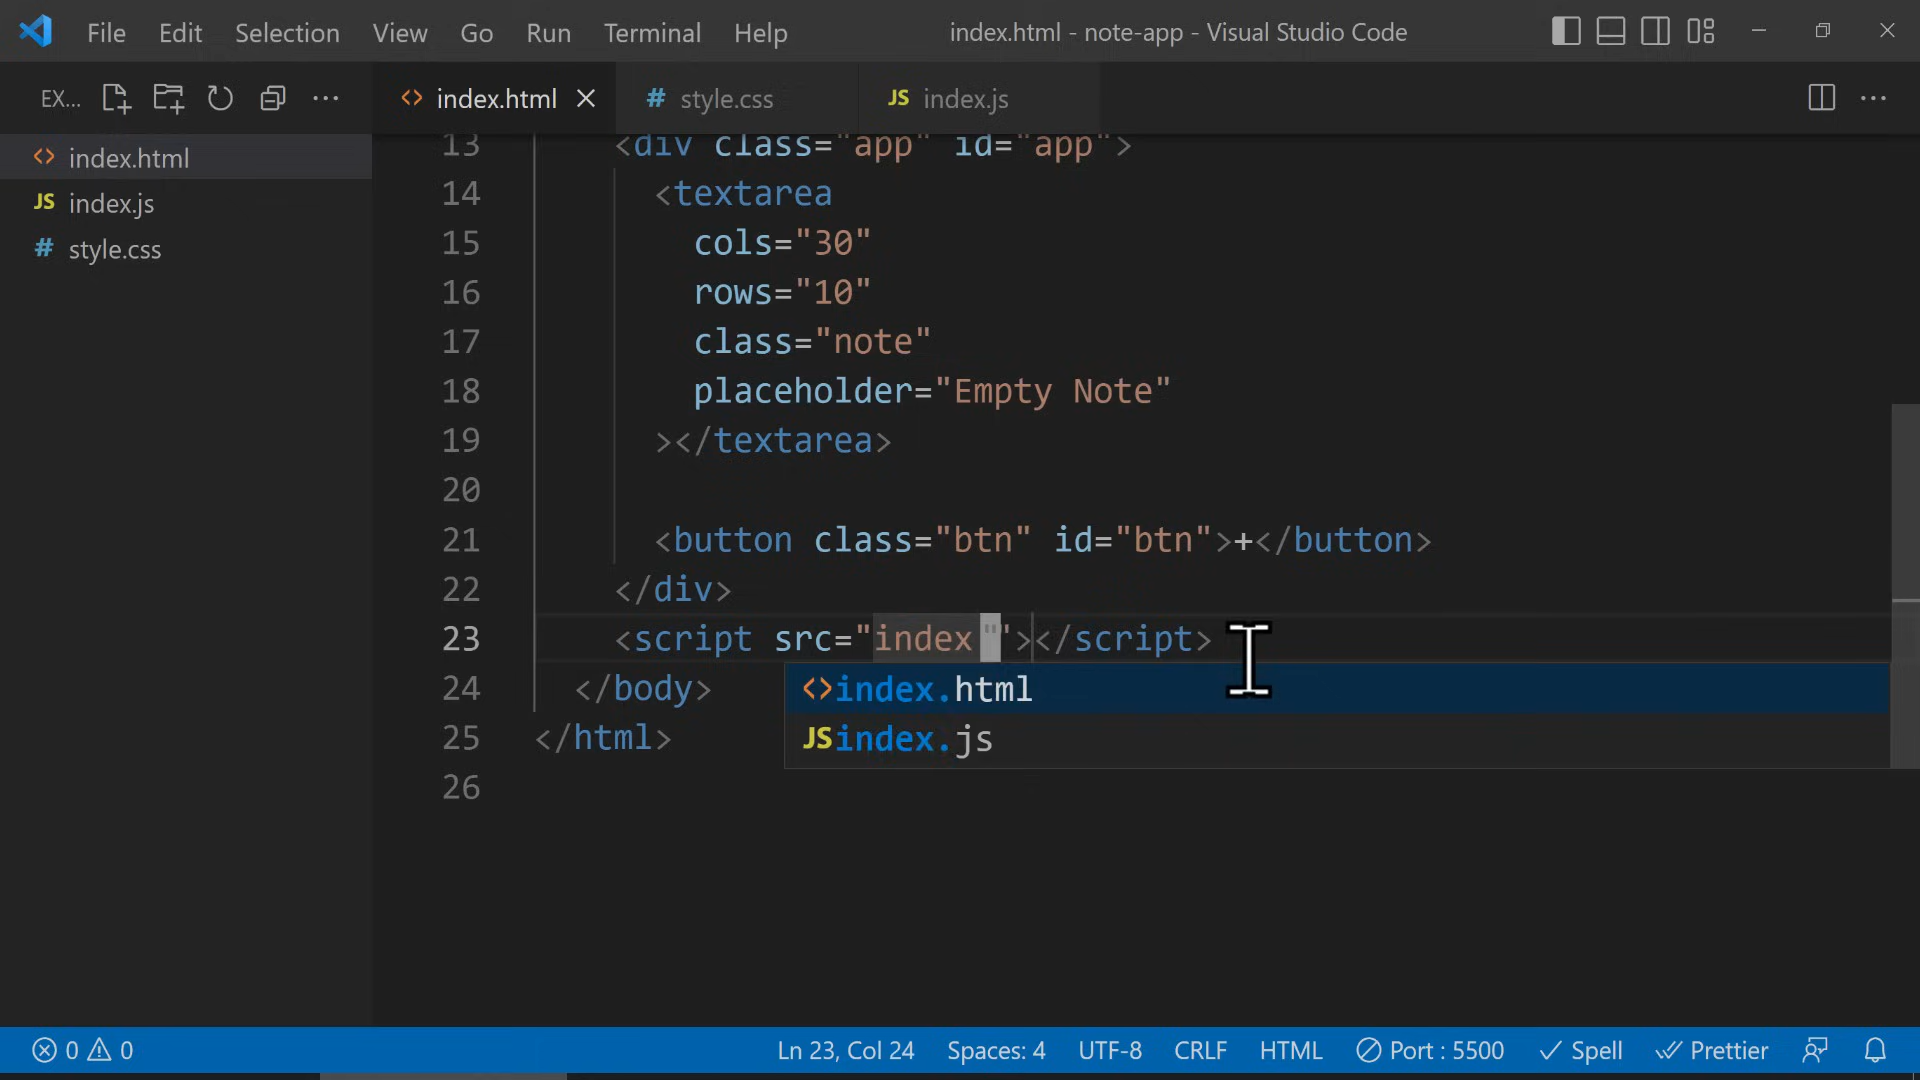 File Edit Selection View Go Run Terminal Help index.html - note-app - Visual Studio Code
EX... index.html style.css index.js
index.html
index.js
style.css
13 <div class="app" id="app">
14 <textarea
15 cols="30"
16 rows="10"
17 class="note"
18 placeholder="Empty Note"
19 ></textarea>
20
21 <button class="btn" id="btn">+</button>
22 </div>
23 <script src="index""></script>
index.html
index.js
24 </body>
25 </html>
26
0 0 Ln 23, Col 24 Spaces: 4 UTF-8 CRLF HTML Port : 5500 Spell Prettier